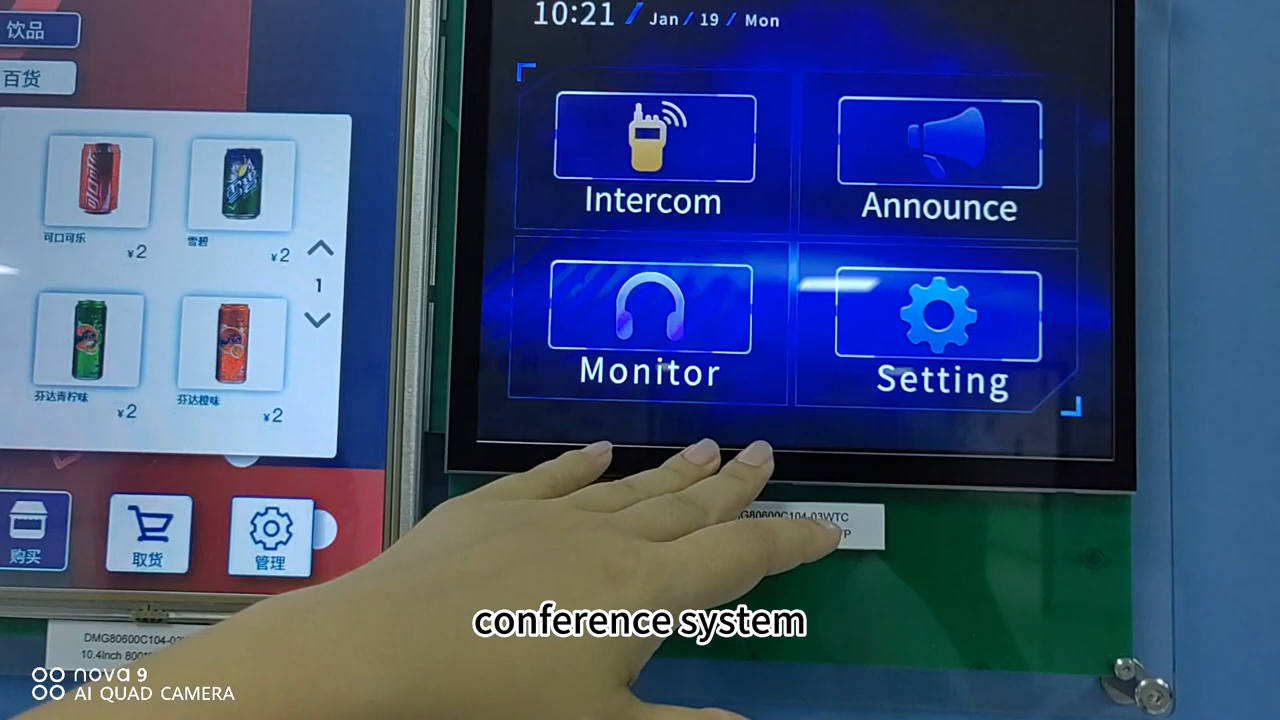 饮品
百货
可口可乐
¥2
雪碧
¥2
1
芬达青柠味
¥2
芬达橙味
¥2
购买
取货
管理
10:21 / Jan / 19 / Mon
Intercom
Announce
Monitor
Setting
G80600C104-03WTC
DMG80600C104-02
10.4Inch 800
conference system
nova 9
AI QUAD CAMERA